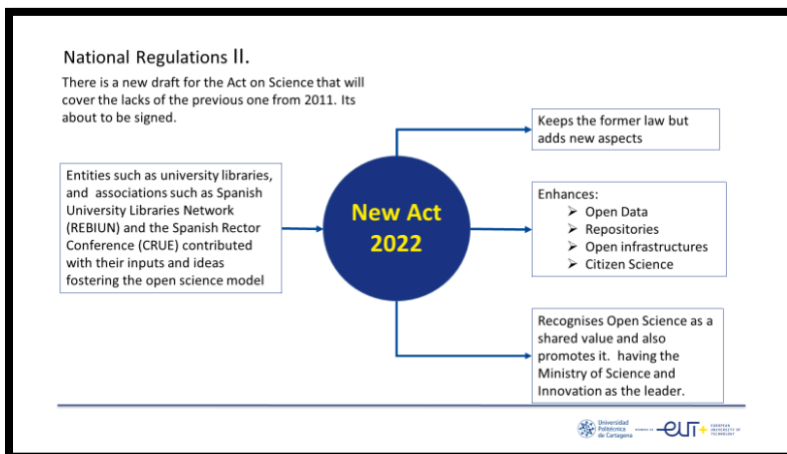 National Regulations II.
There is a new draft for the Act on Science that will
cover the lacks of the previous one from 2011. Its
about to be signed.
Entities such as university libraries,
and associations such as Spanish
University Libraries Network
(REBIUN) and the Spanish Rector
Conference (CRUE) contributed
with their inputs and ideas
fostering the open science model
New Act
2022
Keeps the former law but
adds new aspects
Enhances:
➢ Open Data
➢ Repositories
➢ Open infrastructures
➢ Citizen Science
Recognises Open Science as a
shared value and also
promotes it. having the
Ministry of Science and
Innovation as the leader.
Universidad
Politécnica
de Cartagena
EUT+
EUROPEAN
UNIVERSITY OF
TECHNOLOGY